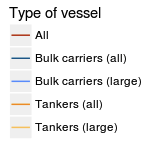 Type of vessel
All
Bulk carriers (all)
Bulk carriers (large)
Tankers (all)
Tankers (large)